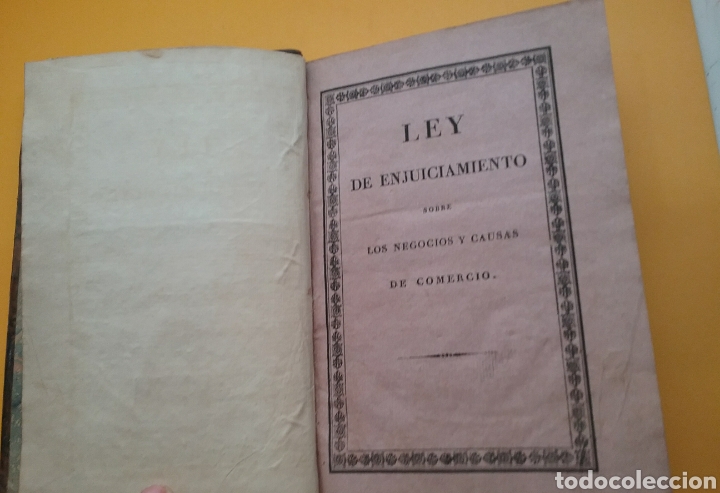 LEY
DE ENJUICIAMIENTO
SOBRE
LOS NEGOCIOS Y CAUSAS
DE COMERCIO.
todocoleccion